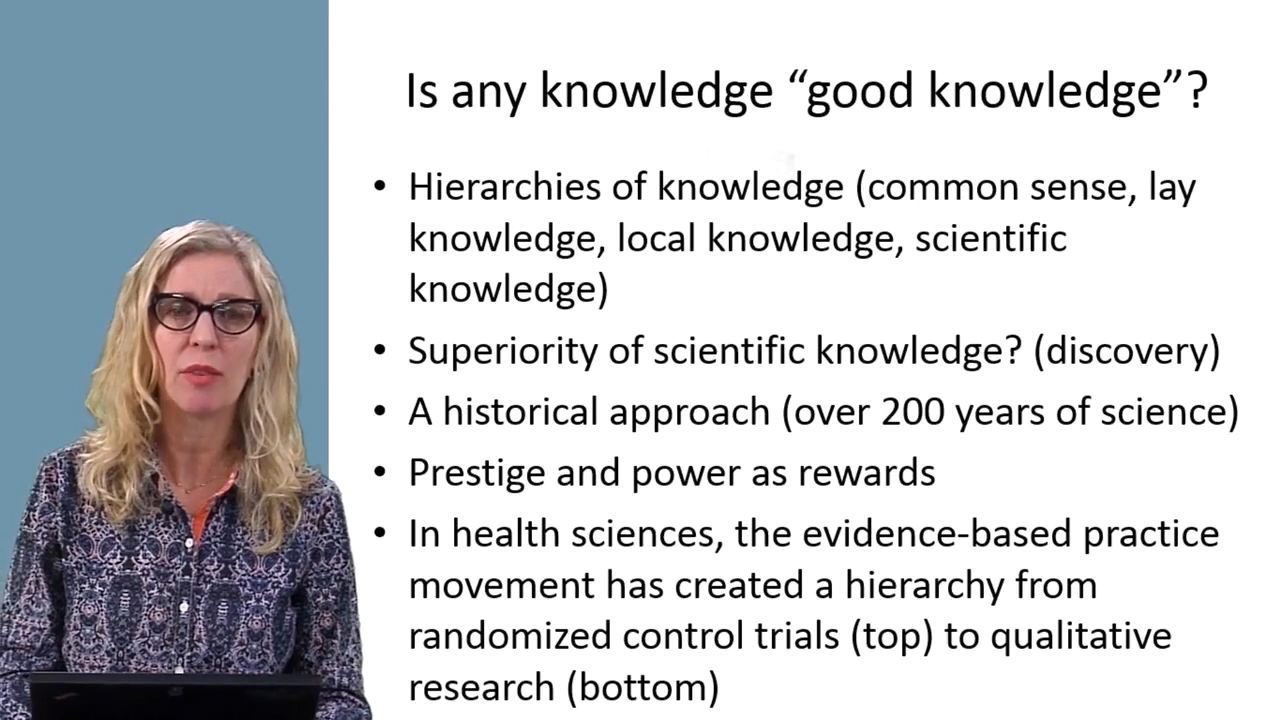 Is any knowledge “good knowledge”?
• Hierarchies of knowledge (common sense, lay
knowledge, local knowledge, scientific
knowledge)
• Superiority of scientific knowledge? (discovery)
• A historical approach (over 200 years of science)
• Prestige and power as rewards
• In health sciences, the evidence-based practice
movement has created a hierarchy from
randomized control trials (top) to qualitative
research (bottom)